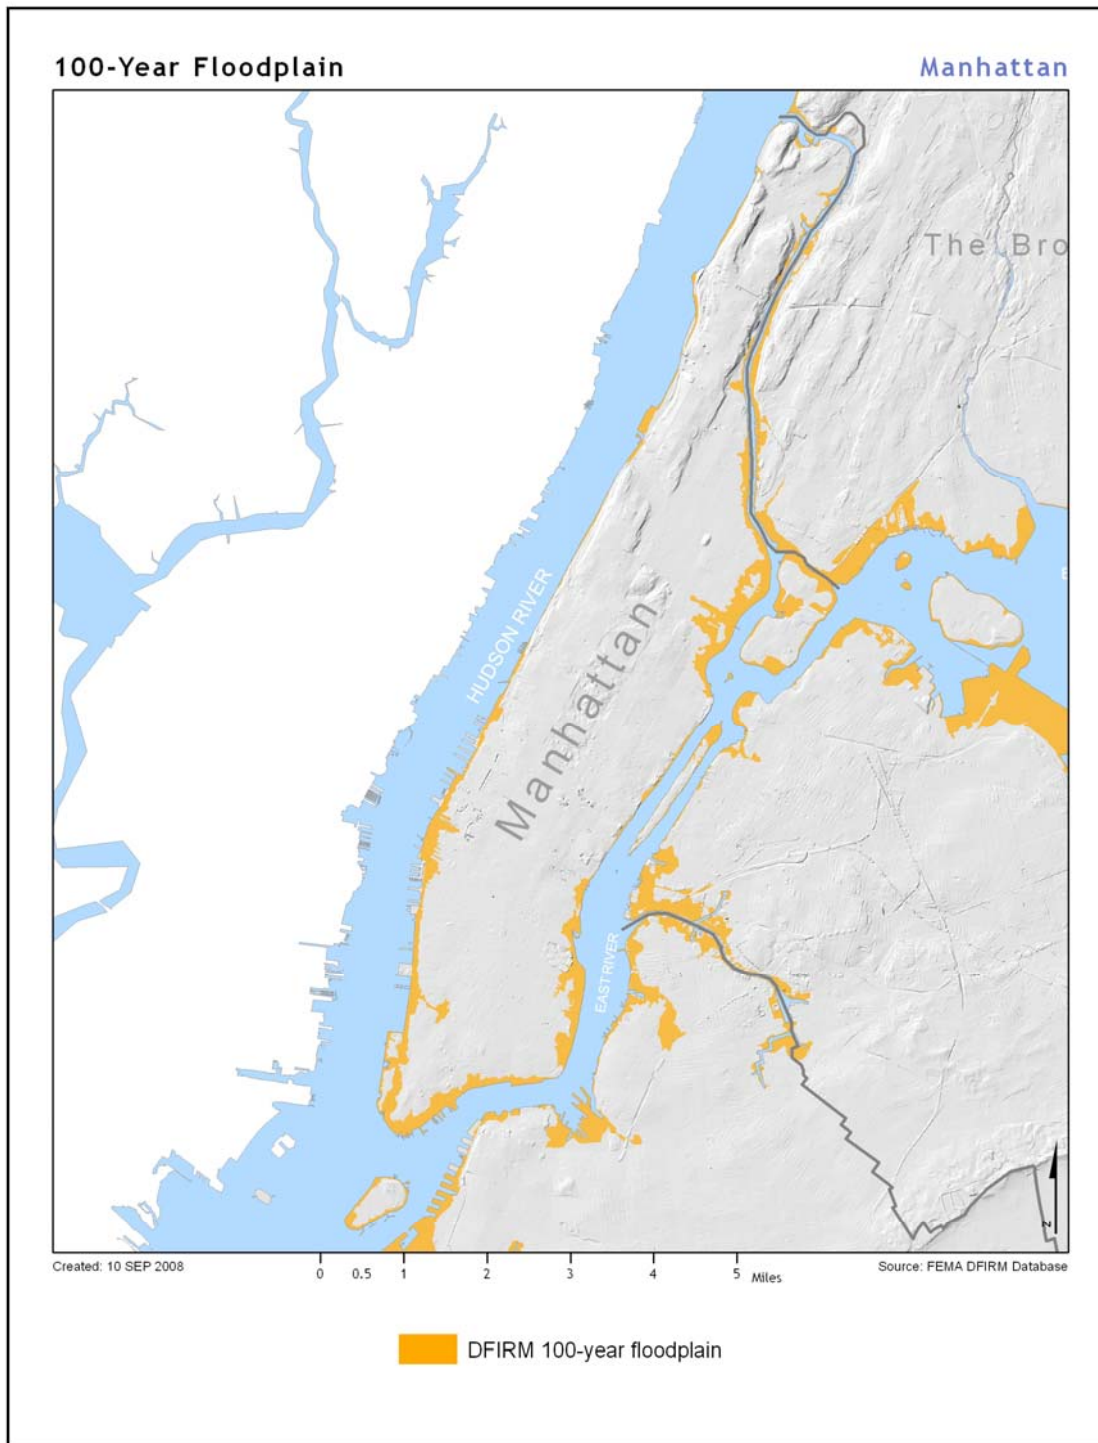 100-Year Floodplain
Manhattan
The Bro
HUDSON RIVER
Manhattan
E
EAST RIVER
N
Created: 10 SEP 2008
0 0.5 1 2 3 4 5 Miles
Source: FEMA DFIRM Database
DFIRM 100-year floodplain